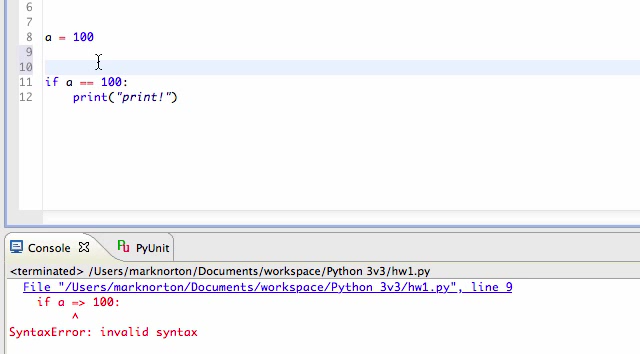 6
7
8 a = 100
9
10
11 if a == 100:
12 print("print!")
Console PyUnit
<terminated> /Users/marknorton/Documents/workspace/Python 3v3/hw1.py
File "/Users/marknorton/Documents/workspace/Python 3v3/hw1.py", line 9
if a => 100:
^
SyntaxError: invalid syntax